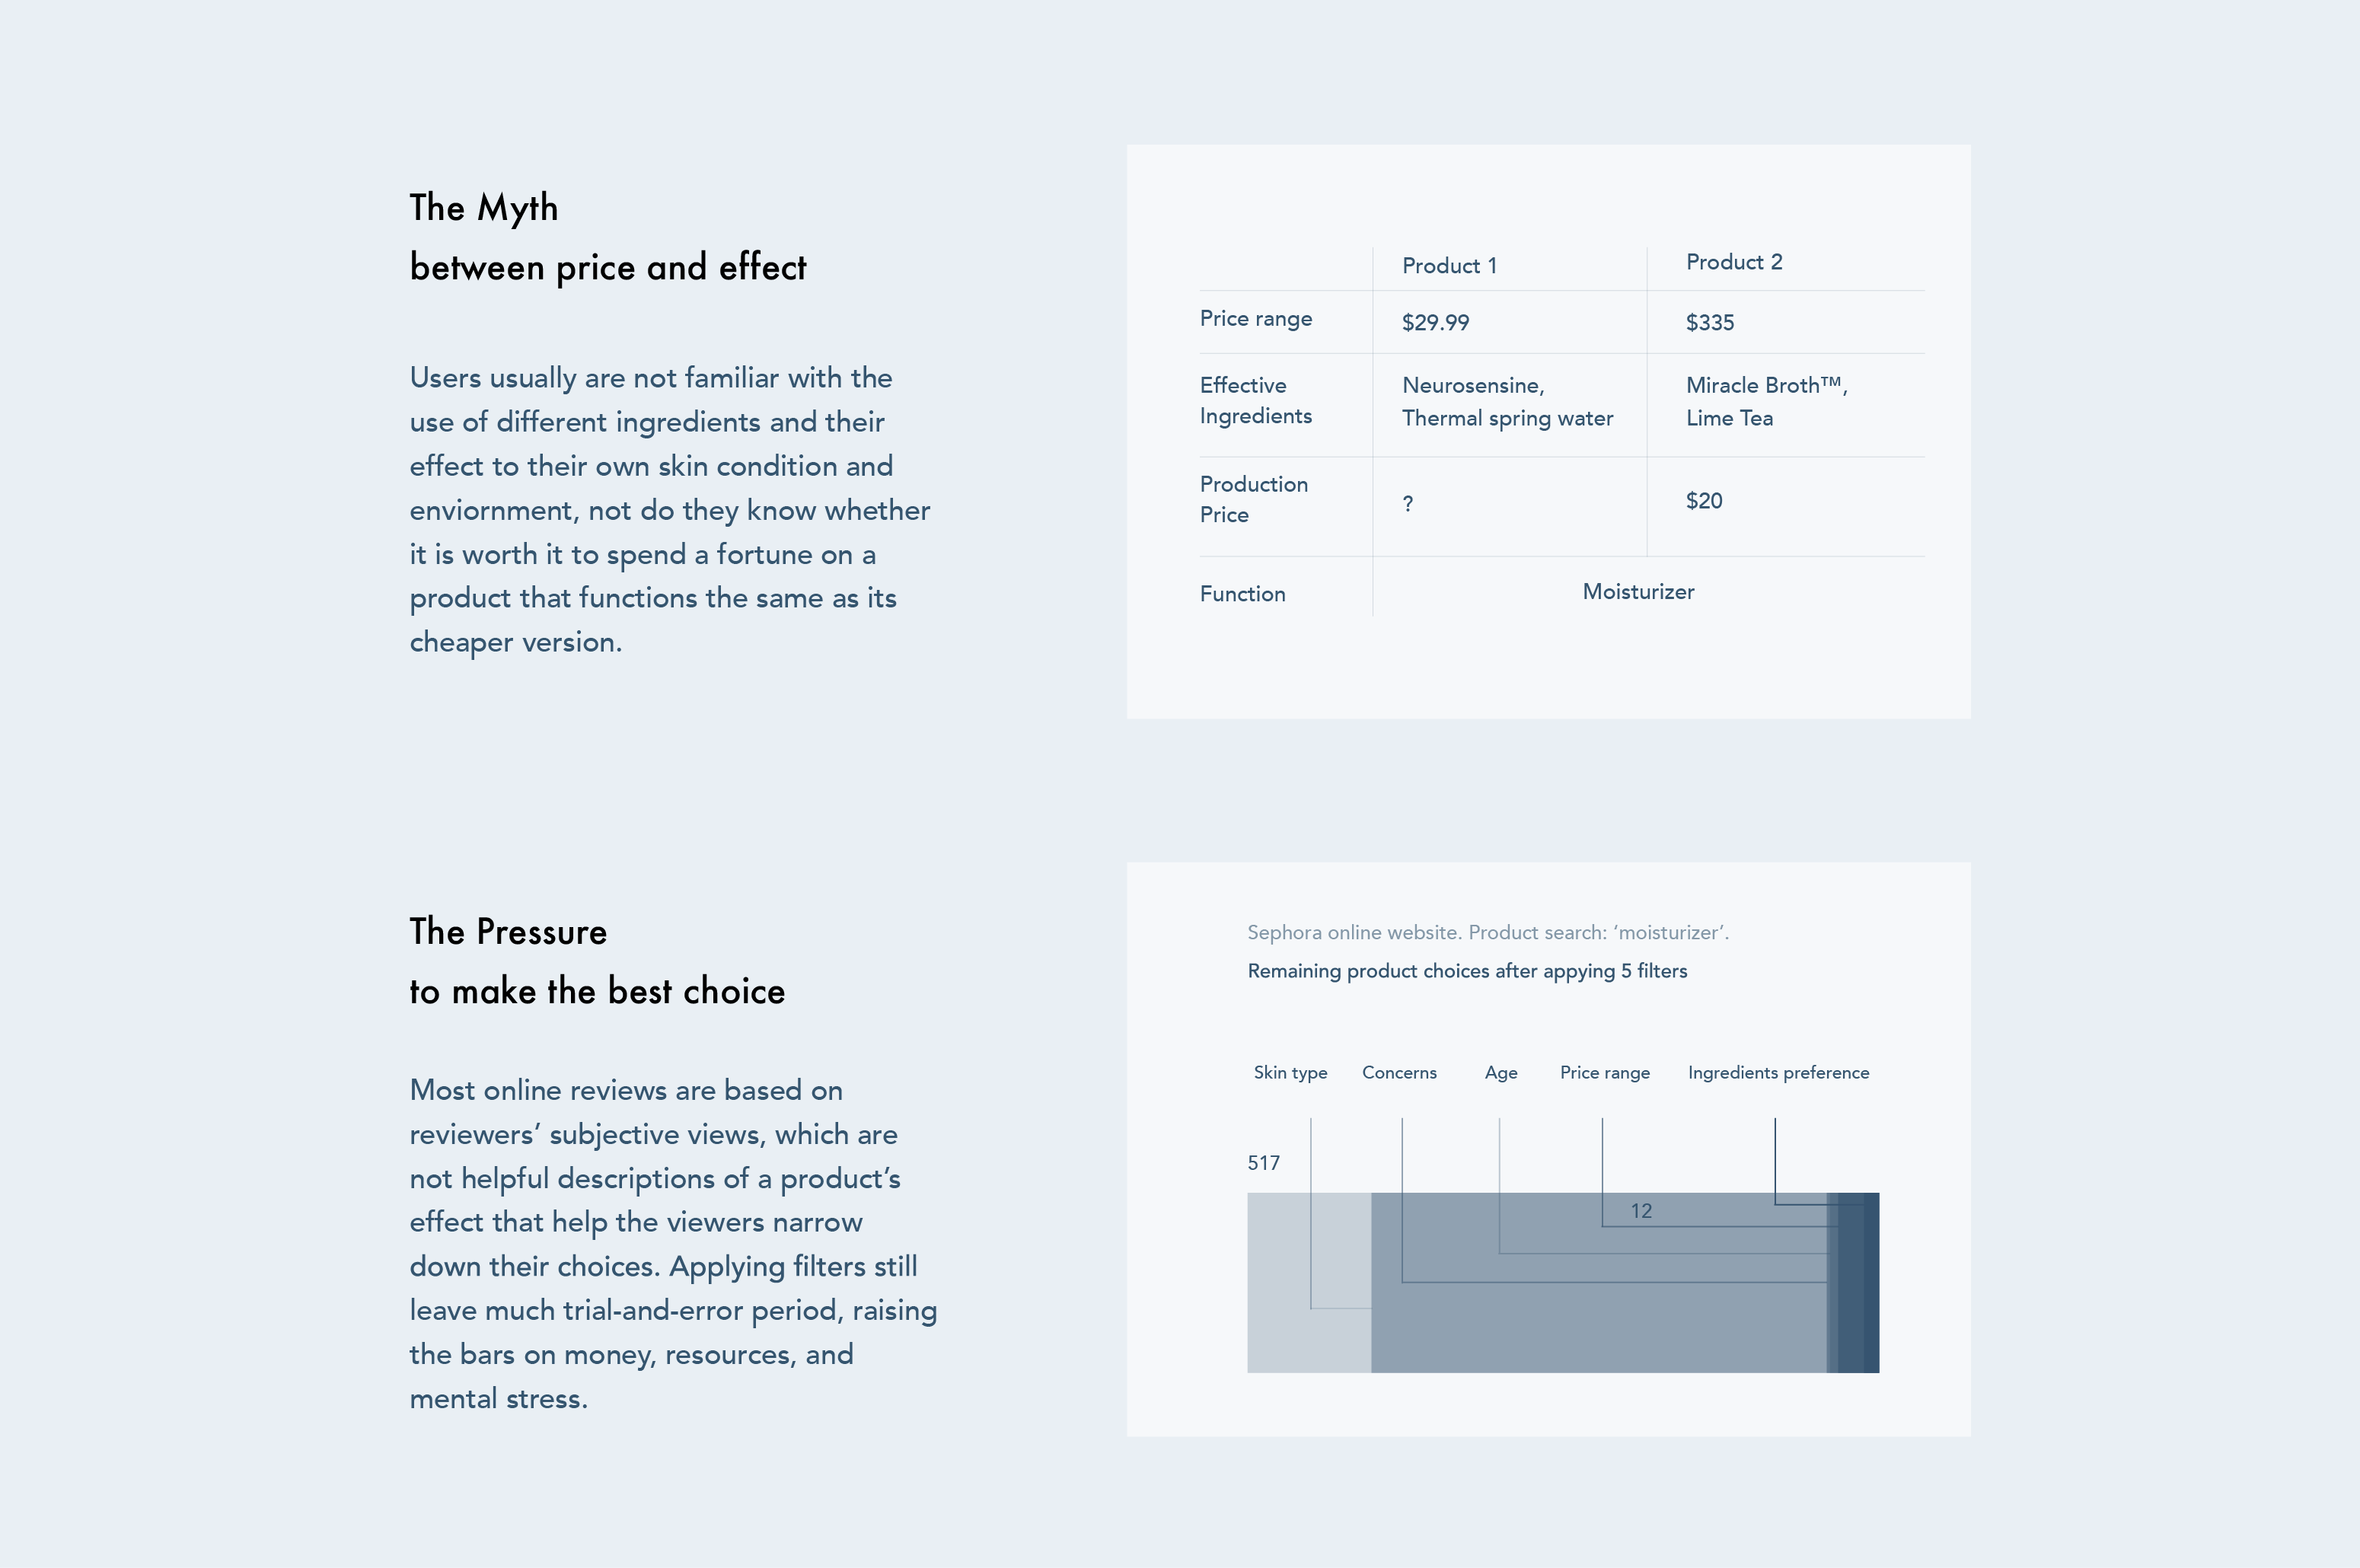 The Myth
between price and effect
Users usually are not familiar with the
use of different ingredients and their
effect to their own skin condition and
enviornment, not do they know whether
it is worth it to spend a fortune on a
product that functions the same as its
cheaper version.
Product 1
Product 2
Price range
$29.99
$335
Effective
Ingredients
Neurosensine,
Thermal spring water
Miracle Broth™,
Lime Tea
Production
Price
?
$20
Function
Moisturizer
The Pressure
to make the best choice
Most online reviews are based on
reviewers’ subjective views, which are
not helpful descriptions of a product’s
effect that help the viewers narrow
down their choices. Applying filters still
leave much trial-and-error period, raising
the bars on money, resources, and
mental stress.
Sephora online website. Product search: ‘moisturizer’.
Remaining product choices after appying 5 filters
Skin type
Concerns
Age
Price range
Ingredients preference
517
12